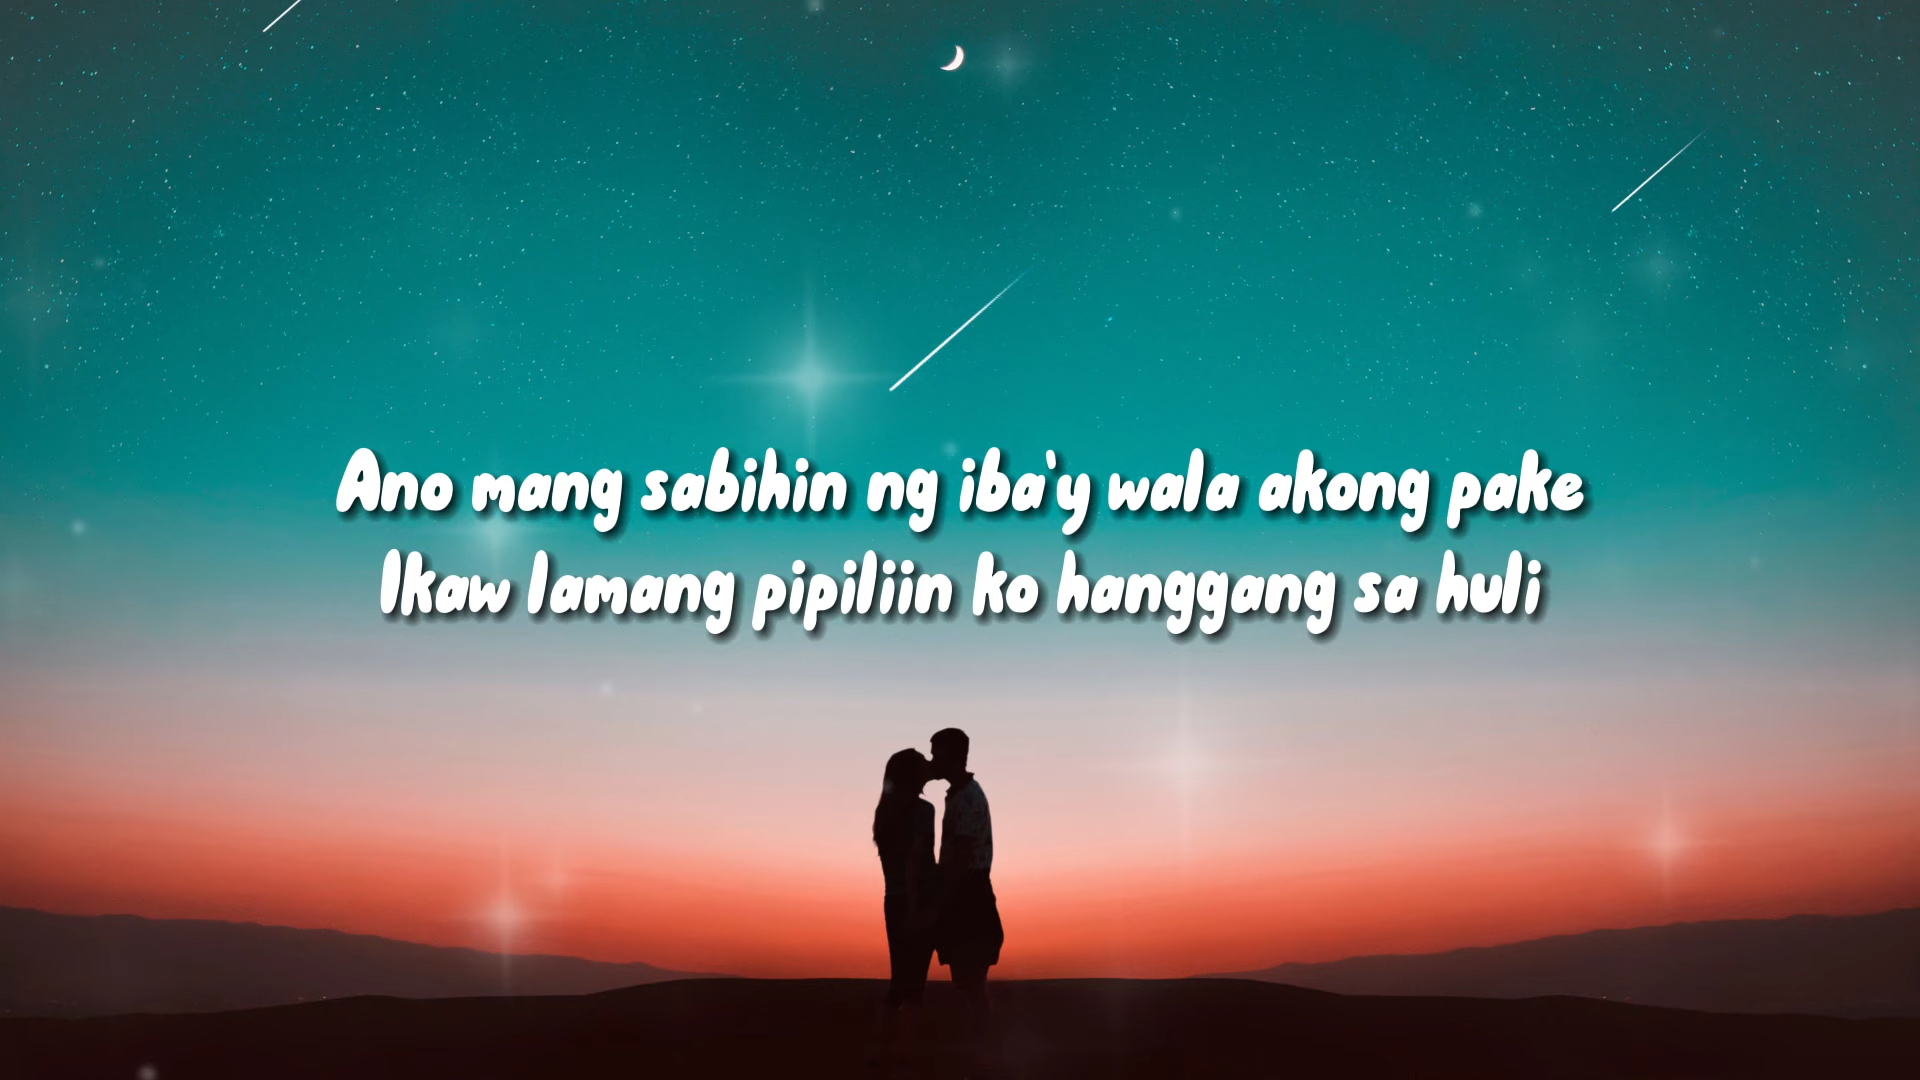 Ano mang sabihin ng iba'y wala akong pake
Ikaw lamang pipiliin ko hanggang sa huli